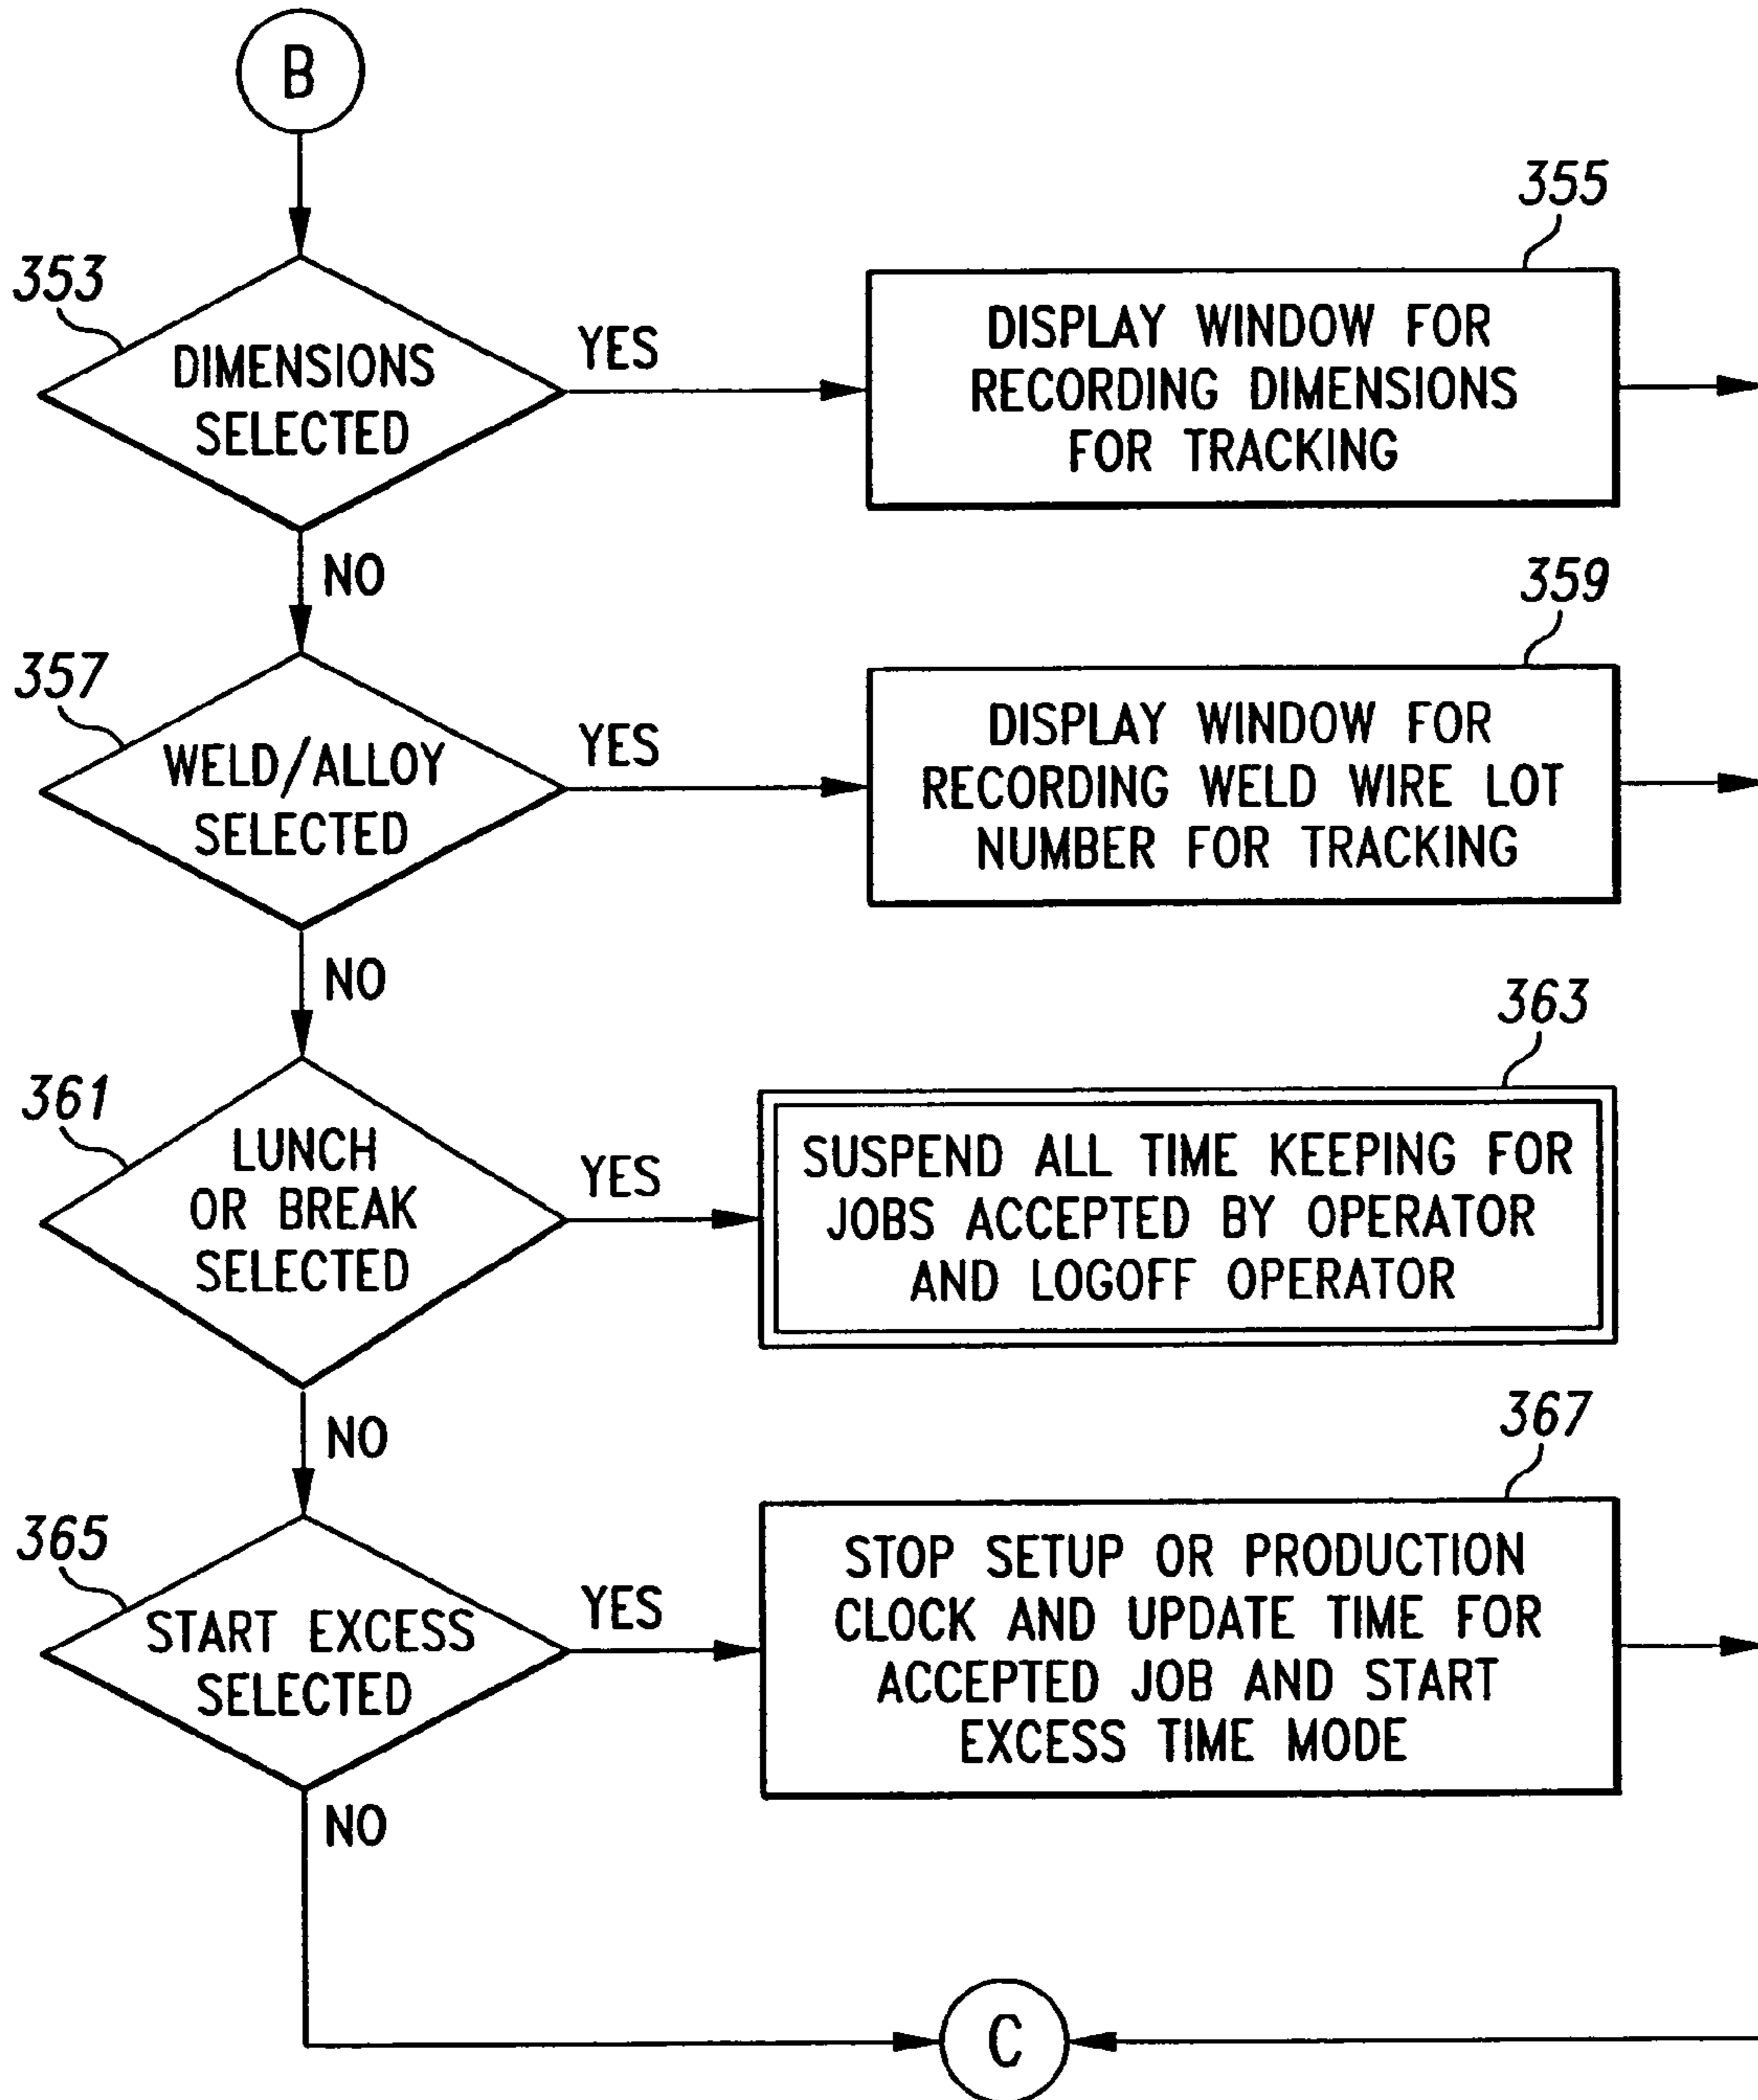 B
353
DIMENSIONS
SELECTED
YES
355
DISPLAY WINDOW FOR
RECORDING DIMENSIONS
FOR TRACKING
NO
357
WELD/ALLOY
SELECTED
YES
359
DISPLAY WINDOW FOR
RECORDING WELD WIRE LOT
NUMBER FOR TRACKING
NO
361
LUNCH
OR BREAK
SELECTED
YES
363
SUSPEND ALL TIME KEEPING FOR
JOBS ACCEPTED BY OPERATOR
AND LOGOFF OPERATOR
NO
365
START EXCESS
SELECTED
YES
367
STOP SETUP OR PRODUCTION
CLOCK AND UPDATE TIME FOR
ACCEPTED JOB AND START
EXCESS TIME MODE
NO
C